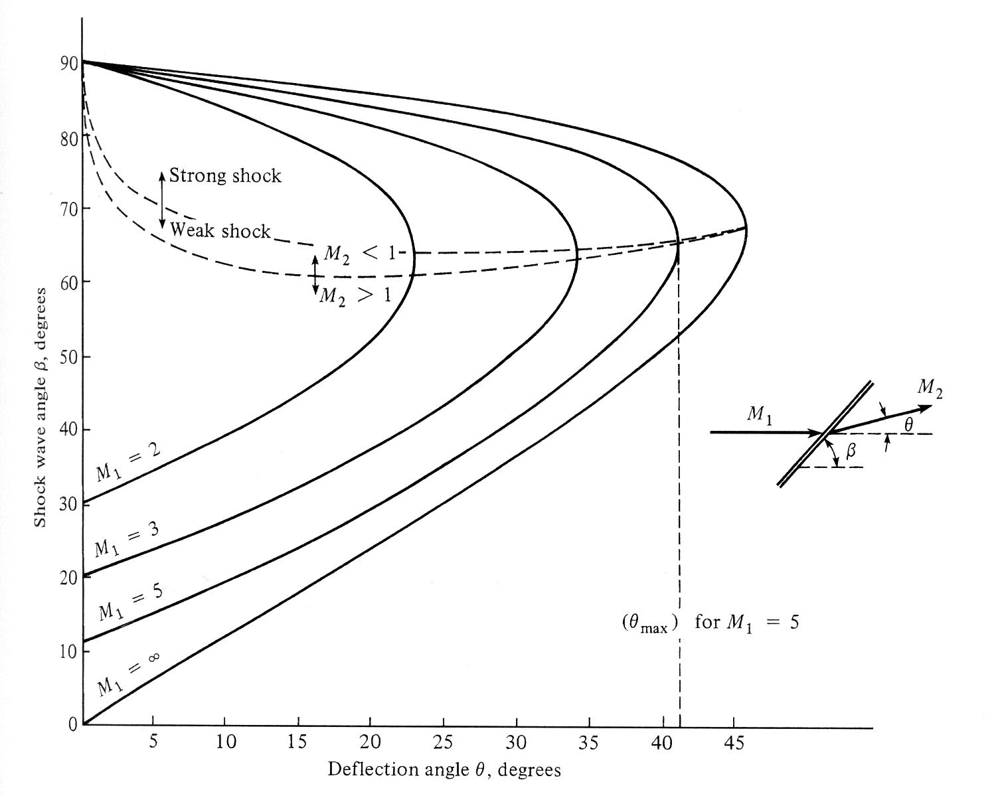 90
80
70
60
50
40
30
20
10
0
Shock wave angle β, degrees
Strong shock
Weak shock
M₂ < 1
M₂ > 1
M₁ = 2
M₁ = 3
M₁ = 5
M₁ = ∞
M₁
M₂
θ
β
(θmax) for M₁ = 5
5 10 15 20 25 30 35 40 45
Deflection angle θ, degrees